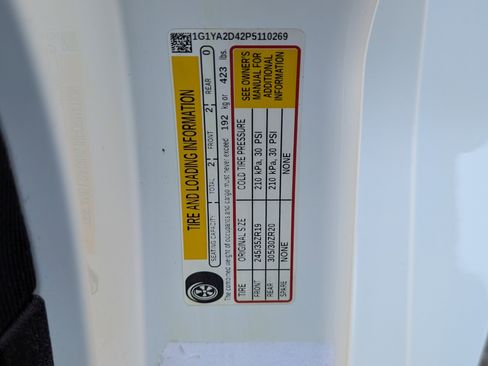 1G1YA2D42P5110269
TIRE AND LOADING INFORMATION
SEATING CAPACITY TOTAL 2 FRONT 2 REAR 0
The combined weight of occupants and cargo must never exceed 192 kg or 423 lbs.
TIRE ORIGINAL SIZE COLD TIRE PRESSURE
FRONT 245/35ZR19 210 kPa, 30 PSI
REAR 305/30ZR20 210 kPa, 30 PSI
SPARE NONE NONE
SEE OWNER'S
MANUAL FOR
ADDITIONAL
INFORMATION